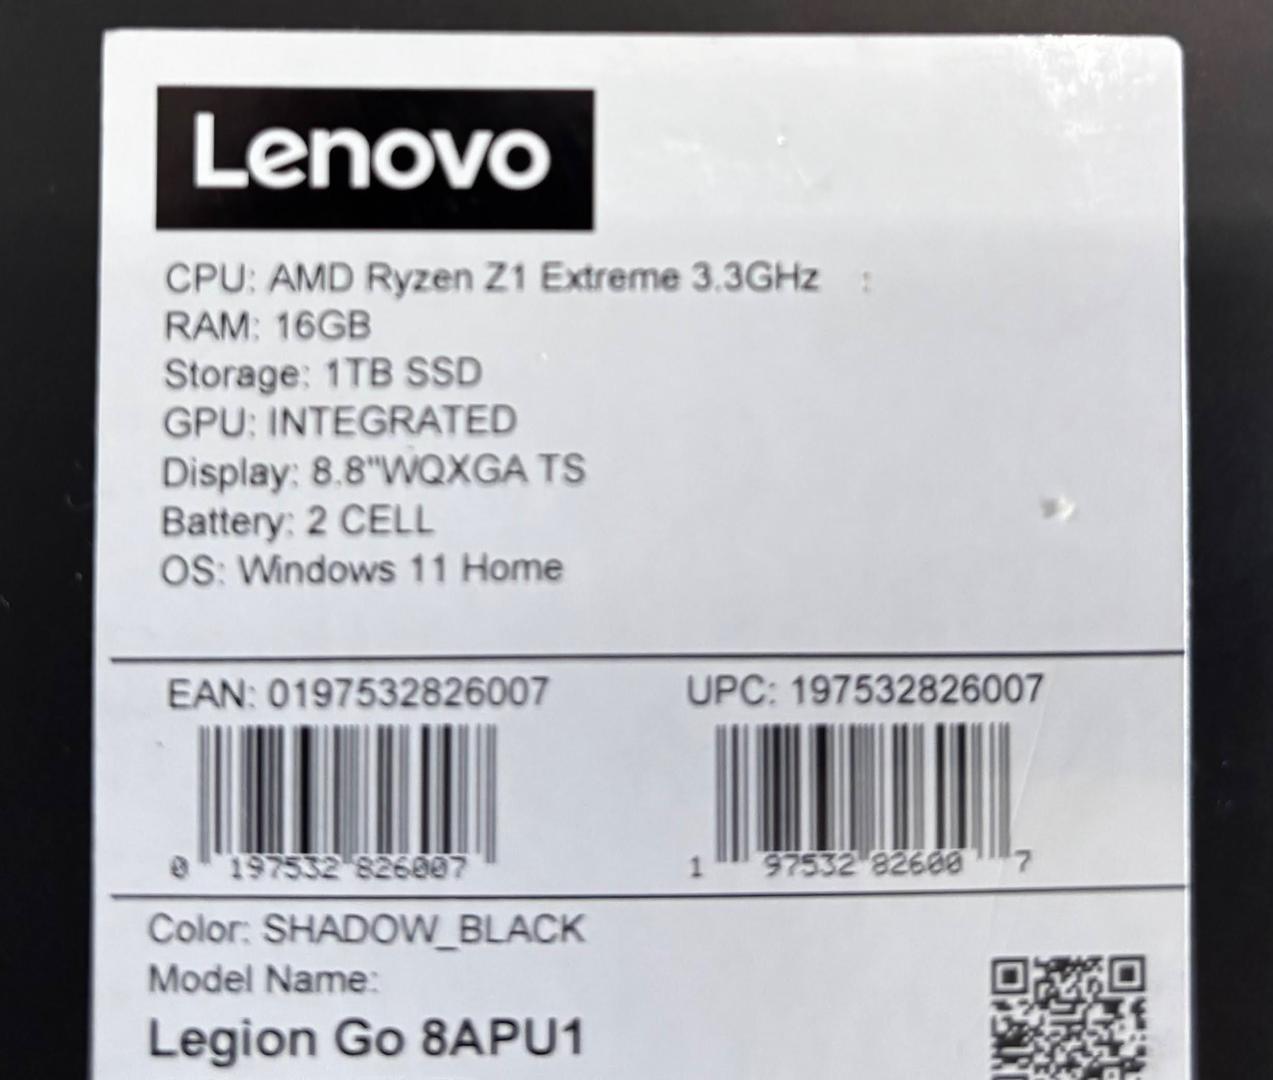 Lenovo
CPU: AMD Ryzen Z1 Extreme 3.3GHz :
RAM: 16GB
Storage: 1TB SSD
GPU: INTEGRATED
Display: 8.8"WQXGA TS
Battery: 2 CELL
OS: Windows 11 Home
EAN: 0197532826007 UPC: 197532826007
0 197532 826007 1 97532 82600 7
Color: SHADOW_BLACK
Model Name:
Legion Go 8APU1